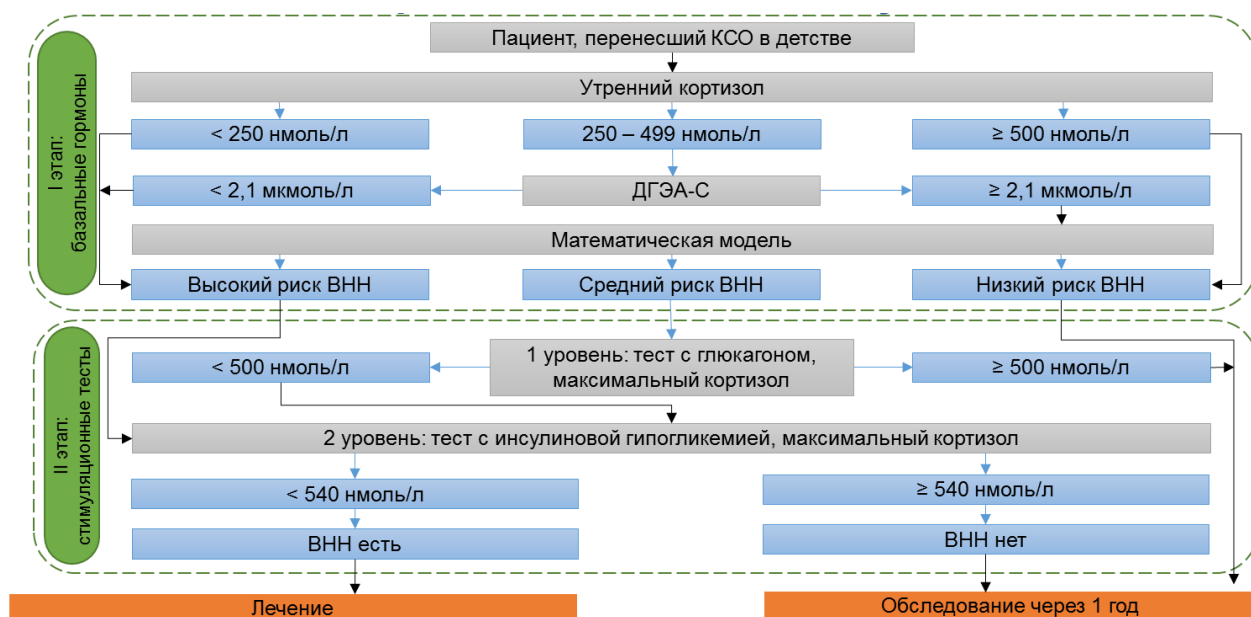 Пациент, перенесший КСО в детстве
I этап:
базальные гормоны
Утренний кортизол
< 250 нмоль/л
250 – 499 нмоль/л
≥ 500 нмоль/л
< 2,1 мкмоль/л
ДГЭА-С
≥ 2,1 мкмоль/л
Математическая модель
Высокий риск ВНН
Средний риск ВНН
Низкий риск ВНН
II этап:
стимуляционные тесты
< 500 нмоль/л
1 уровень: тест с глюкагоном,
максимальный кортизол
≥ 500 нмоль/л
2 уровень: тест с инсулиновой гипогликемией, максимальный кортизол
< 540 нмоль/л
≥ 540 нмоль/л
ВНН есть
ВНН нет
Лечение
Обследование через 1 год